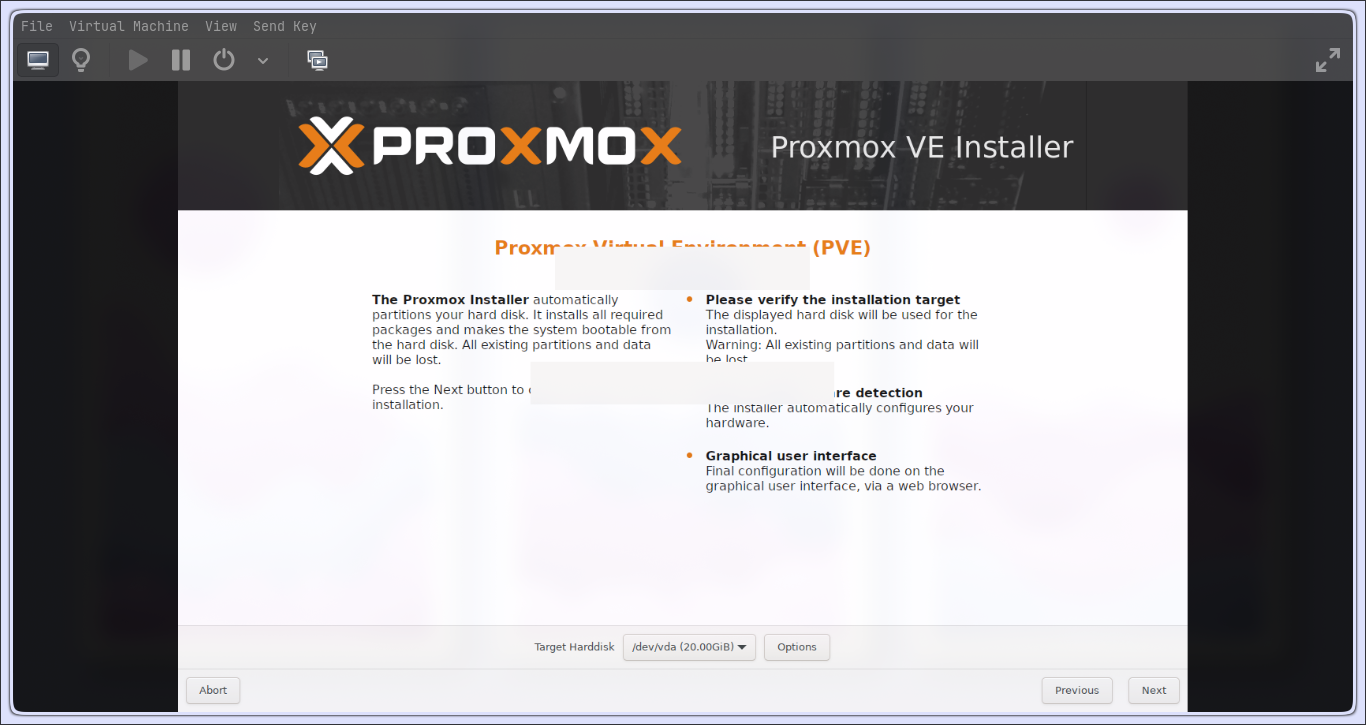 File Virtual Machine View Send Key
PROXMOX
Proxmox VE Installer
Proxmox Virtual Environment (PVE)
The Proxmox Installer automatically
partitions your hard disk. It installs all required
packages and makes the system bootable from
the hard disk. All existing partitions and data
will be lost.
Press the Next button to
installation.
Please verify the installation target
The displayed hard disk will be used for the
installation.
Warning: All existing partitions and data will
be lost
detection
The installer automatically configures your
hardware.
Graphical user interface
Final configuration will be done on the
graphical user interface, via a web browser.
Target Harddisk /dev/vda (20.00GiB) Options
Abort Previous Next